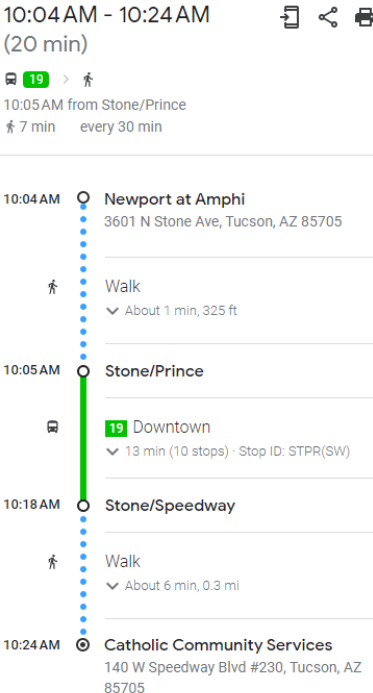 10:04 AM - 10:24 AM
(20 min)
19
10:05 AM from Stone/Prince
7 min every 30 min
10:04 AM Newport at Amphi
3601 N Stone Ave, Tucson, AZ 85705
Walk
About 1 min, 325 ft
10:05 AM Stone/Prince
19 Downtown
13 min (10 stops) · Stop ID: STPR(SW)
10:18 AM Stone/Speedway
Walk
About 6 min, 0.3 mi
10:24 AM Catholic Community Services
140 W Speedway Blvd #230, Tucson, AZ
85705